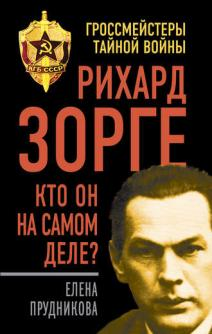 ГРОССМЕЙСТЕРЫ
ТАЙНОЙ ВОЙНЫ
КГБ СССР
РИХАРД
ЗОРГЕ
КТО ОН
НА САМОМ
ДЕЛЕ?
ЕЛЕНА
ПРУДНИКОВА